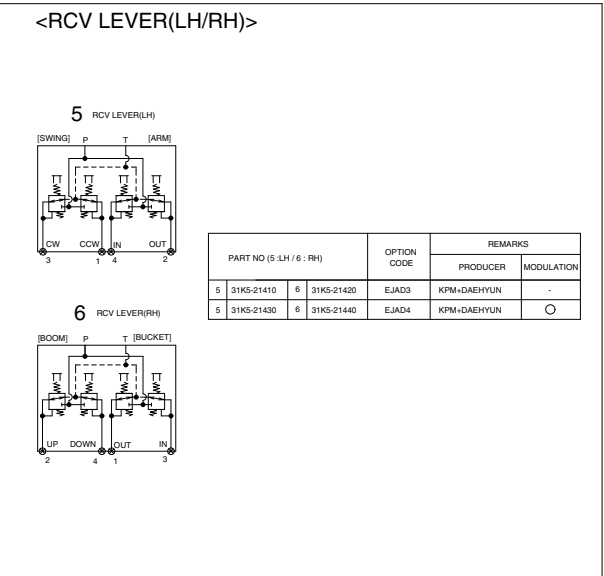 <RCV LEVER(LH/RH)>
5 RCV LEVER(LH)
[SWING] P T [ARM]
CW CCW IN OUT
3 1 4 2
6 RCV LEVER(RH)
[BOOM] P T [BUCKET]
UP DOWN OUT IN
2 4 1 3
PART NO (5 :LH / 6 : RH) OPTION CODE REMARKS
PRODUCER MODULATION
5 31K5-21410 6 31K5-21420 EJAD3 KPM+DAEHYUN -
5 31K5-21430 6 31K5-21440 EJAD4 KPM+DAEHYUN ○